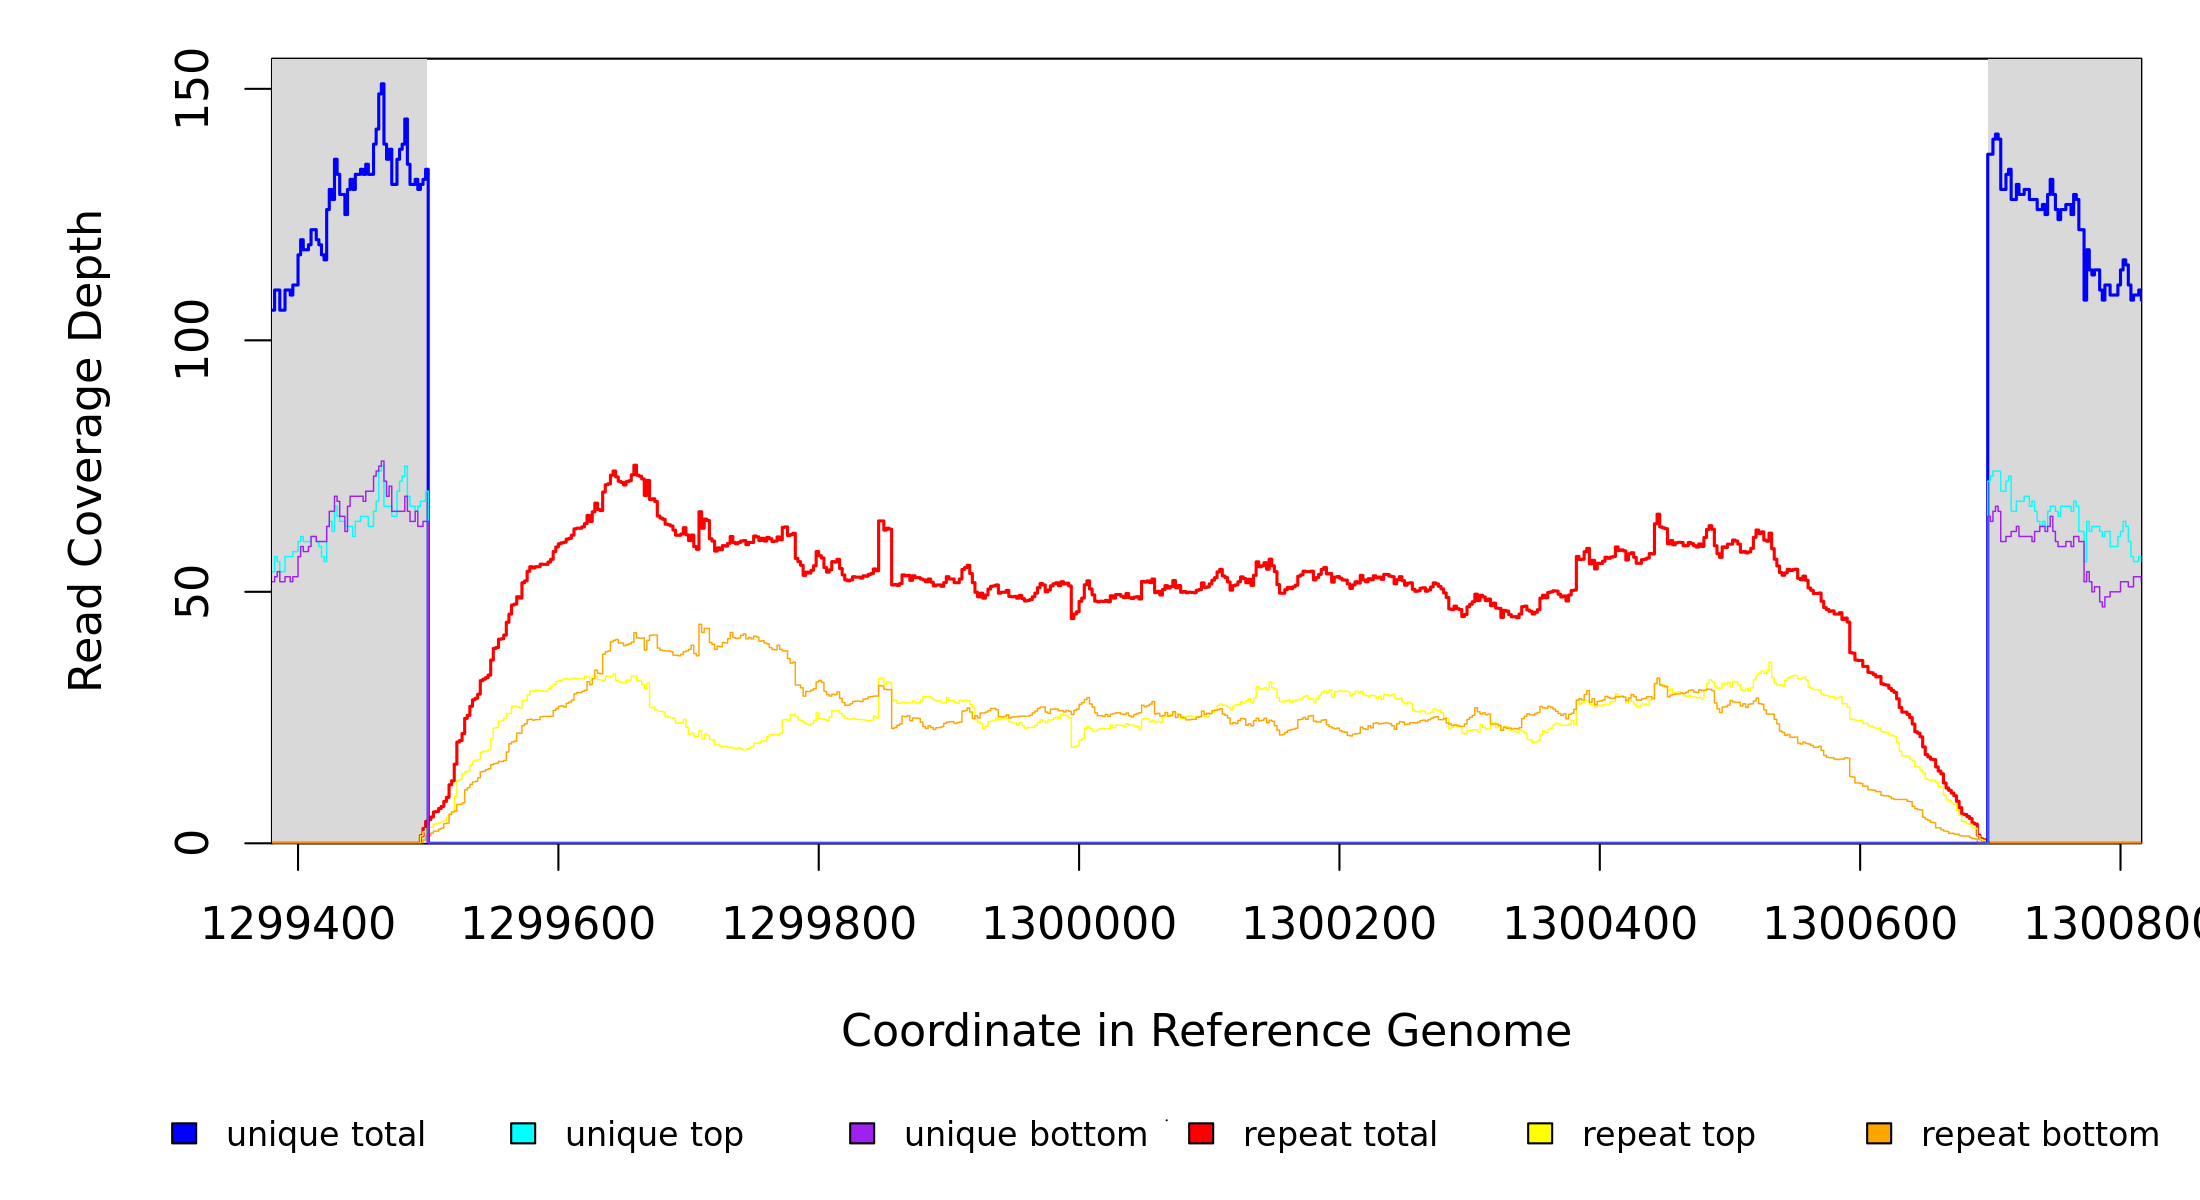 150
100
50
0
Read Coverage Depth
1299400 1299600 1299800 1300000 1300200 1300400 1300600 1300800
Coordinate in Reference Genome
unique total unique top unique bottom repeat total repeat top repeat bottom